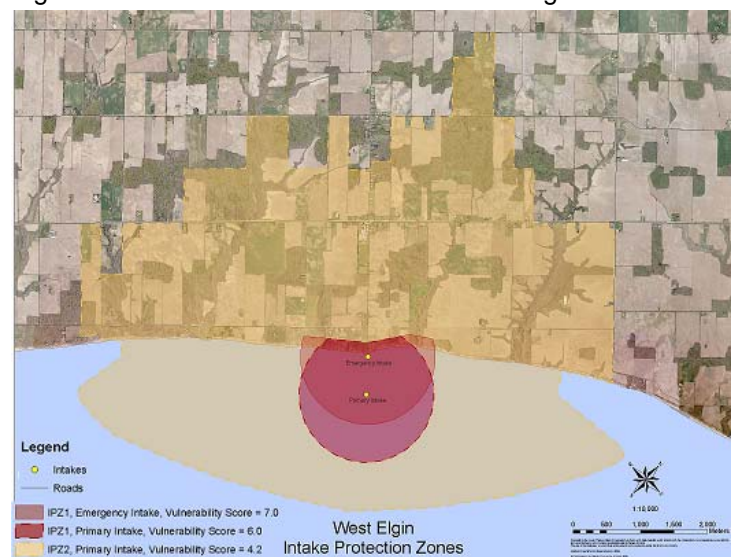 Emergency Intake
Primary Intake
Legend
Intakes
Roads
IPZ1, Emergency Intake, Vulnerability Score = 7.0
IPZ1, Primary Intake, Vulnerability Score = 6.0
IPZ2, Primary Intake, Vulnerability Score = 4.2
West Elgin
Intake Protection Zones
1:10,000
0 500 1,000 1,500 2,000
Meters